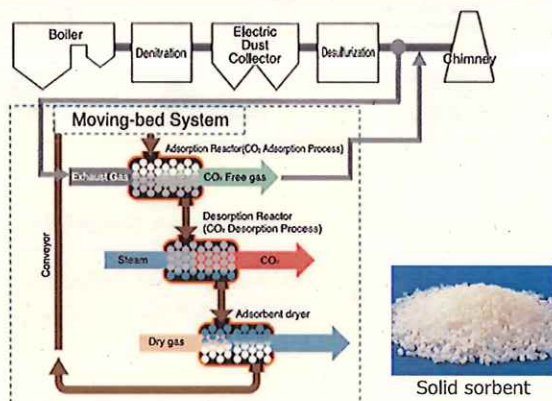 Boiler
Denitration
Electric
Dust
Collector
Desulfurization
Chimney
Moving-bed System
Adsorption Reactor(CO₂ Adsorption Process)
Exhaust Gas
CO₂ Free gas
Desorption Reactor
(CO₂ Desorption Process)
Conveyor
Steam
CO₂
Adsorbent dryer
Dry gas
Solid sorbent